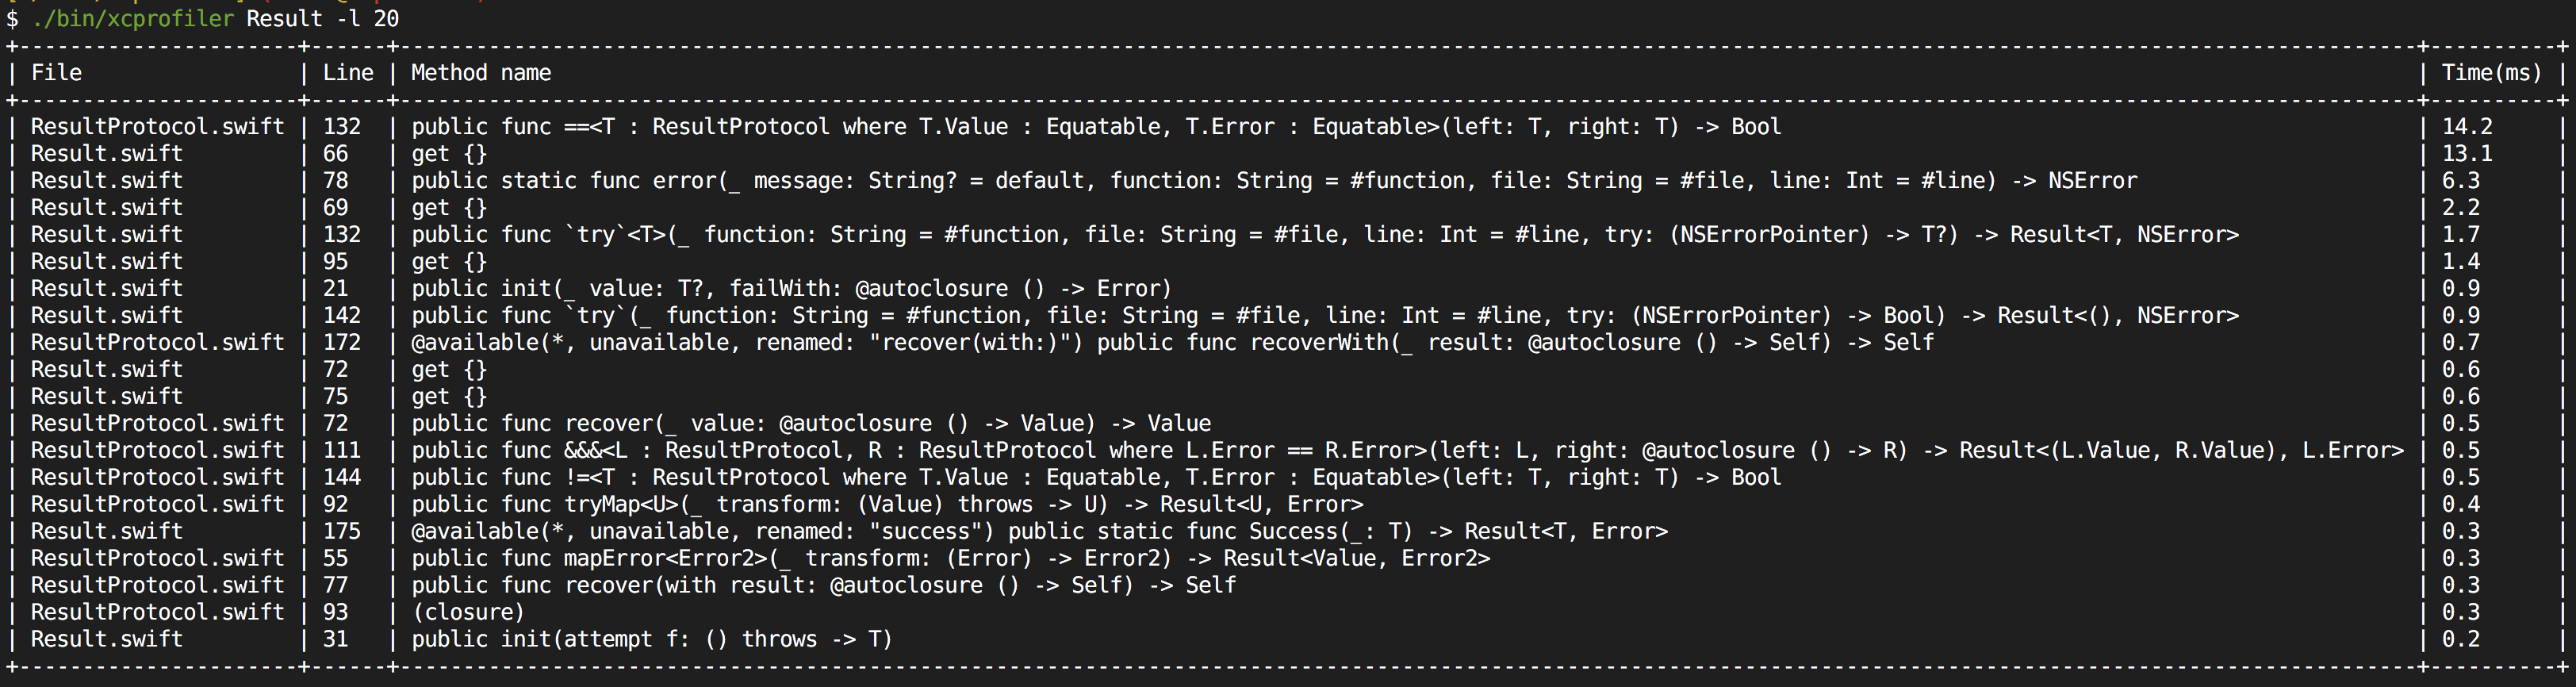 $ ./bin/xcprofiler Result -l 20
+----------------------+------+---------------------------------------------------------------------------------------------------------------------------------------------------------------+----------+
| File                 | Line | Method name                                                                                                                                                   | Time(ms) |
+----------------------+------+---------------------------------------------------------------------------------------------------------------------------------------------------------------+----------+
| ResultProtocol.swift | 132  | public func ==<T : ResultProtocol where T.Value : Equatable, T.Error : Equatable>(left: T, right: T) -> Bool                                                  | 14.2     |
| Result.swift         | 66   | get {}                                                                                                                                                        | 13.1     |
| Result.swift         | 78   | public static func error(_ message: String? = default, function: String = #function, file: String = #file, line: Int = #line) -> NSError                      | 6.3      |
| Result.swift         | 69   | get {}                                                                                                                                                        | 2.2      |
| Result.swift         | 132  | public func `try`<T>(_ function: String = #function, file: String = #file, line: Int = #line, try: (NSErrorPointer) -> T?) -> Result<T, NSError>              | 1.7      |
| Result.swift         | 95   | get {}                                                                                                                                                        | 1.4      |
| Result.swift         | 21   | public init(_ value: T?, failWith: @autoclosure () -> Error)                                                                                                  | 0.9      |
| Result.swift         | 142  | public func `try`(_ function: String = #function, file: String = #file, line: Int = #line, try: (NSErrorPointer) -> Bool) -> Result<(), NSError>              | 0.9      |
| ResultProtocol.swift | 172  | @available(*, unavailable, renamed: "recover(with:)") public func recoverWith(_ result: @autoclosure () -> Self) -> Self                                      | 0.7      |
| Result.swift         | 72   | get {}                                                                                                                                                        | 0.6      |
| Result.swift         | 75   | get {}                                                                                                                                                        | 0.6      |
| ResultProtocol.swift | 72   | public func recover(_ value: @autoclosure () -> Value) -> Value                                                                                               | 0.5      |
| ResultProtocol.swift | 111  | public func &&&<L : ResultProtocol, R : ResultProtocol where L.Error == R.Error>(left: L, right: @autoclosure () -> R) -> Result<(L.Value, R.Value), L.Error> | 0.5      |
| ResultProtocol.swift | 144  | public func !=<T : ResultProtocol where T.Value : Equatable, T.Error : Equatable>(left: T, right: T) -> Bool                                                  | 0.5      |
| ResultProtocol.swift | 92   | public func tryMap<U>(_ transform: (Value) throws -> U) -> Result<U, Error>                                                                                   | 0.4      |
| Result.swift         | 175  | @available(*, unavailable, renamed: "success") public static func Success(_: T) -> Result<T, Error>                                                           | 0.3      |
| ResultProtocol.swift | 55   | public func mapError<Error2>(_ transform: (Error) -> Error2) -> Result<Value, Error2>                                                                         | 0.3      |
| ResultProtocol.swift | 77   | public func recover(with result: @autoclosure () -> Self) -> Self                                                                                             | 0.3      |
| ResultProtocol.swift | 93   | (closure)                                                                                                                                                     | 0.3      |
| Result.swift         | 31   | public init(attempt f: () throws -> T)                                                                                                                        | 0.2      |
+----------------------+------+---------------------------------------------------------------------------------------------------------------------------------------------------------------+----------+